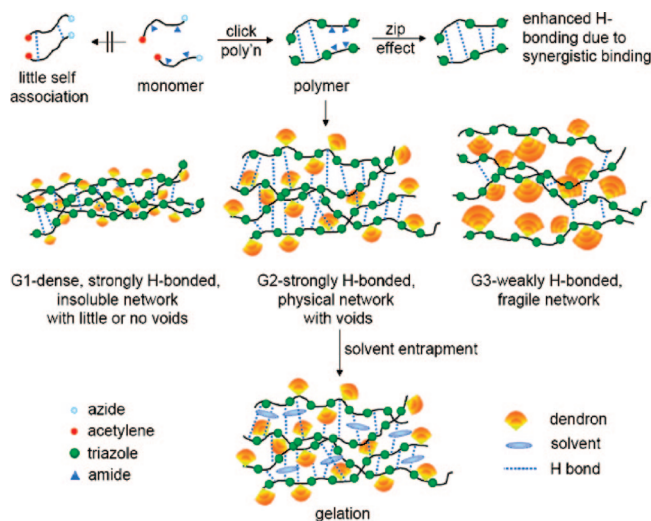 little self
association
monomer
click
poly'n
polymer
zip
effect
enhanced H-
bonding due to
synergistic binding
G1-dense, strongly H-bonded,
insoluble network
with little or no voids
G2-strongly H-bonded,
physical network
with voids
G3-weakly H-bonded,
fragile network
solvent entrapment
azide
acetylene
triazole
amide
dendron
solvent
H bond
gelation